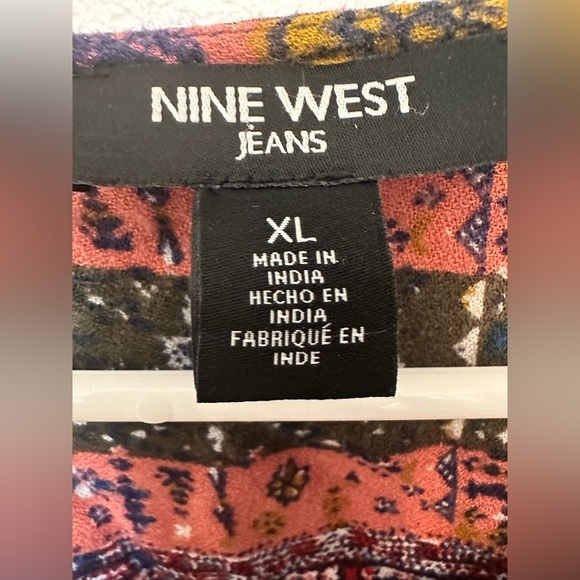 NINE WEST
JEANS
XL
MADE IN
INDIA
HECHO EN
INDIA
FABRIQUÉ EN
INDE